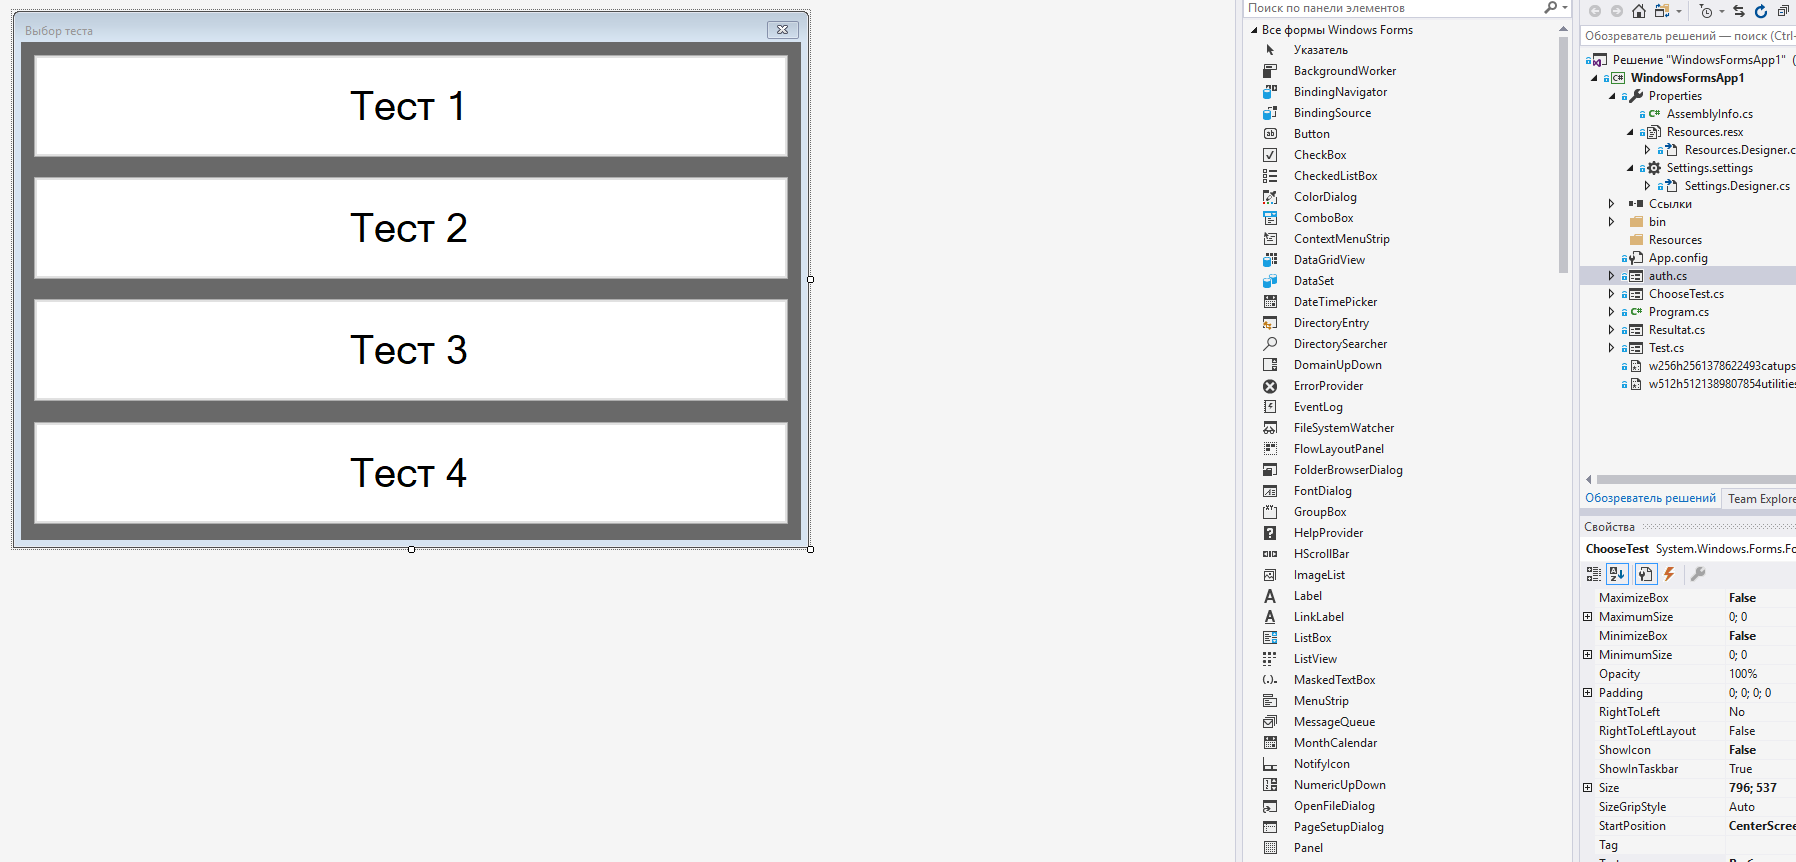 Выбор теста
Тест 1
Тест 2
Тест 3
Тест 4
Поиск по панели элементов
Все формы Windows Forms
Указатель
BackgroundWorker
BindingNavigator
BindingSource
Button
CheckBox
CheckedListBox
ColorDialog
ComboBox
ContextMenuStrip
DataGridView
DataSet
DateTimePicker
DirectoryEntry
DirectorySearcher
DomainUpDown
ErrorProvider
EventLog
FileSystemWatcher
FlowLayoutPanel
FolderBrowserDialog
FontDialog
GroupBox
HelpProvider
HScrollBar
ImageList
Label
LinkLabel
ListBox
ListView
MaskedTextBox
MenuStrip
MessageQueue
MonthCalendar
NotifyIcon
NumericUpDown
OpenFileDialog
PageSetupDialog
Panel
Обозреватель решений — поиск (Ctrl-
Решение "WindowsFormsApp1" (
WindowsFormsApp1
Properties
AssemblyInfo.cs
Resources.resx
Resources.Designer.c
Settings.settings
Settings.Designer.cs
Ссылки
bin
Resources
App.config
auth.cs
ChooseTest.cs
Program.cs
Resultat.cs
Test.cs
w256h2561378622493catups
w512h5121389807854utilities
Обозреватель решений Team Explore
Свойства
ChooseTest System.Windows.Forms.Fo
MaximizeBox False
MaximumSize 0; 0
MinimizeBox False
MinimumSize 0; 0
Opacity 100%
Padding 0; 0; 0; 0
RightToLeft No
RightToLeftLayout False
ShowIcon False
ShowInTaskbar True
Size 796; 537
SizeGripStyle Auto
StartPosition CenterScree
Tag